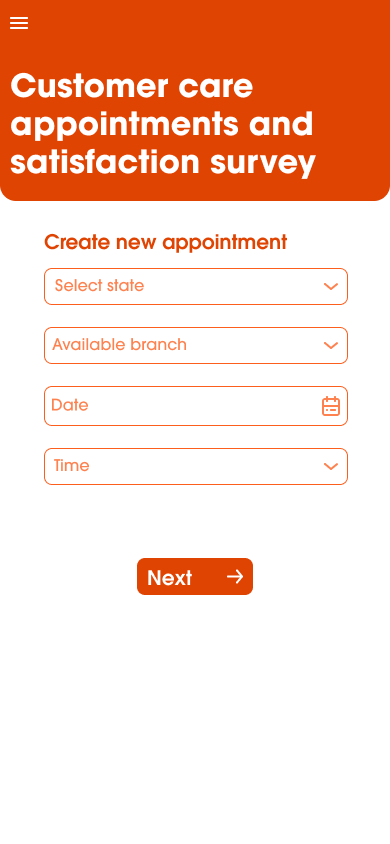 Customer care
appointments and
satisfaction survey
Create new appointment
Select state
Available branch
Date
Time
Next